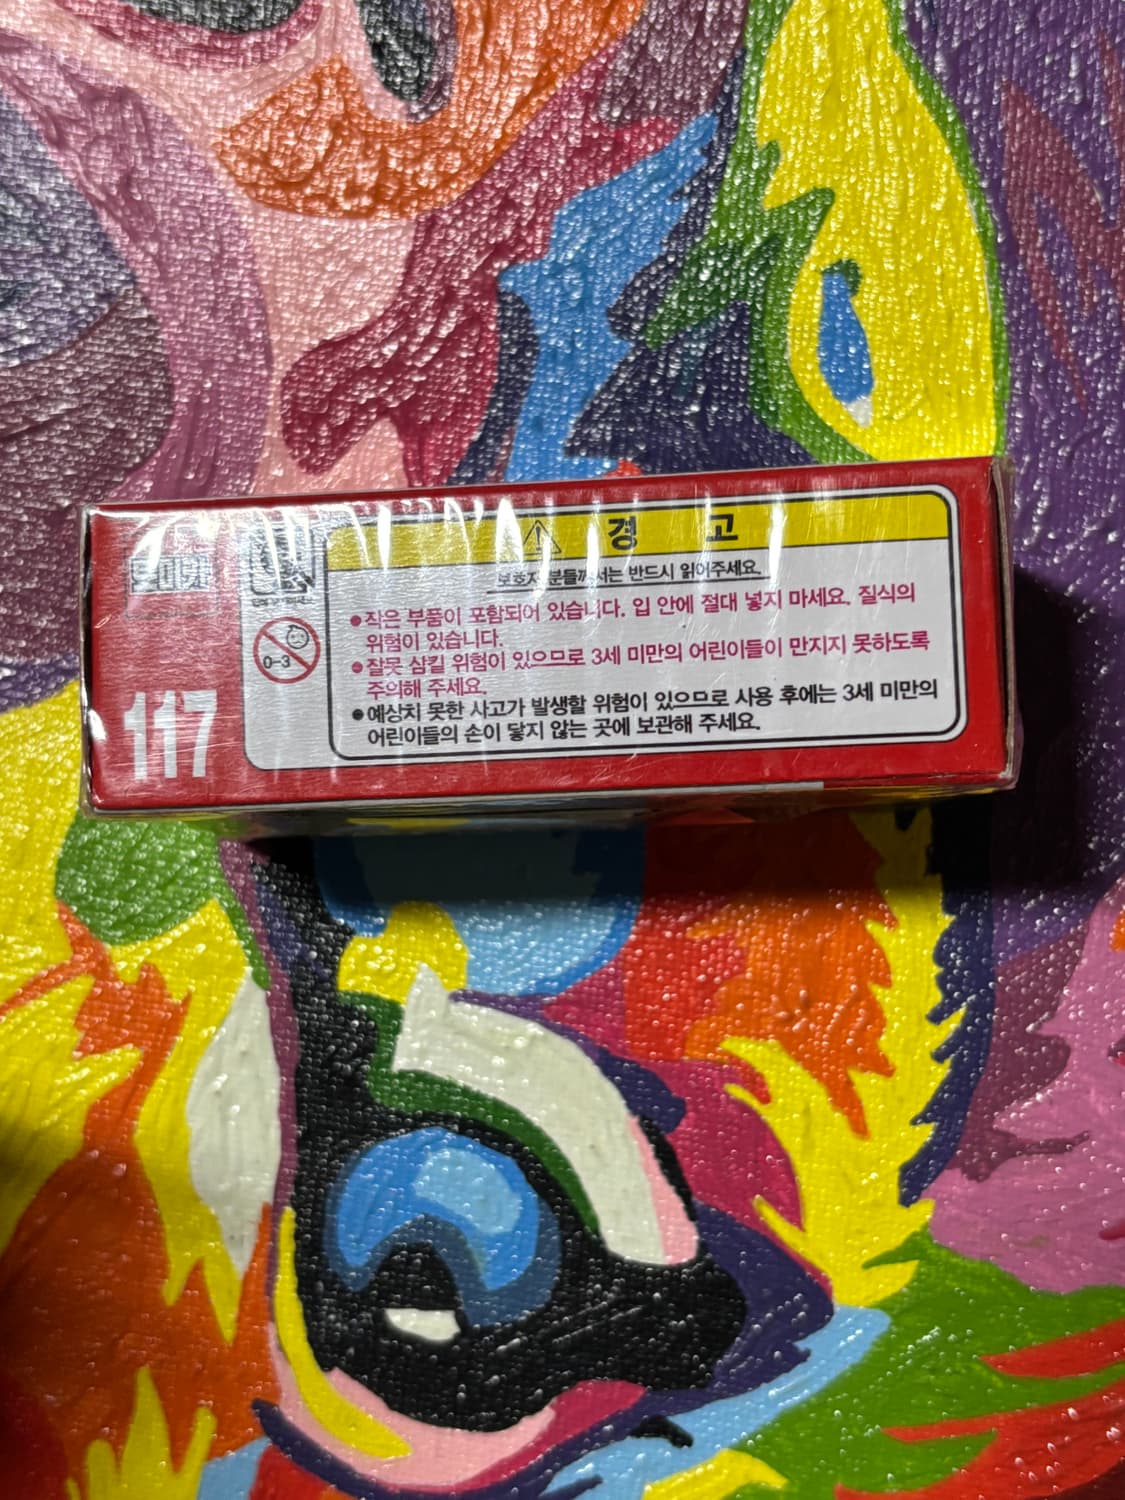 토미카
117
0-3
경 고
보호자 분들께서는 반드시 읽어주세요.
●작은 부품이 포함되어 있습니다. 입 안에 절대 넣지 마세요. 질식의
위험이 있습니다.
●잘못 삼킬 위험이 있으므로 3세 미만의 어린이들이 만지지 못하도록
주의해 주세요.
●예상치 못한 사고가 발생할 위험이 있으므로 사용 후에는 3세 미만의
어린이들의 손이 닿지 않는 곳에 보관해 주세요.